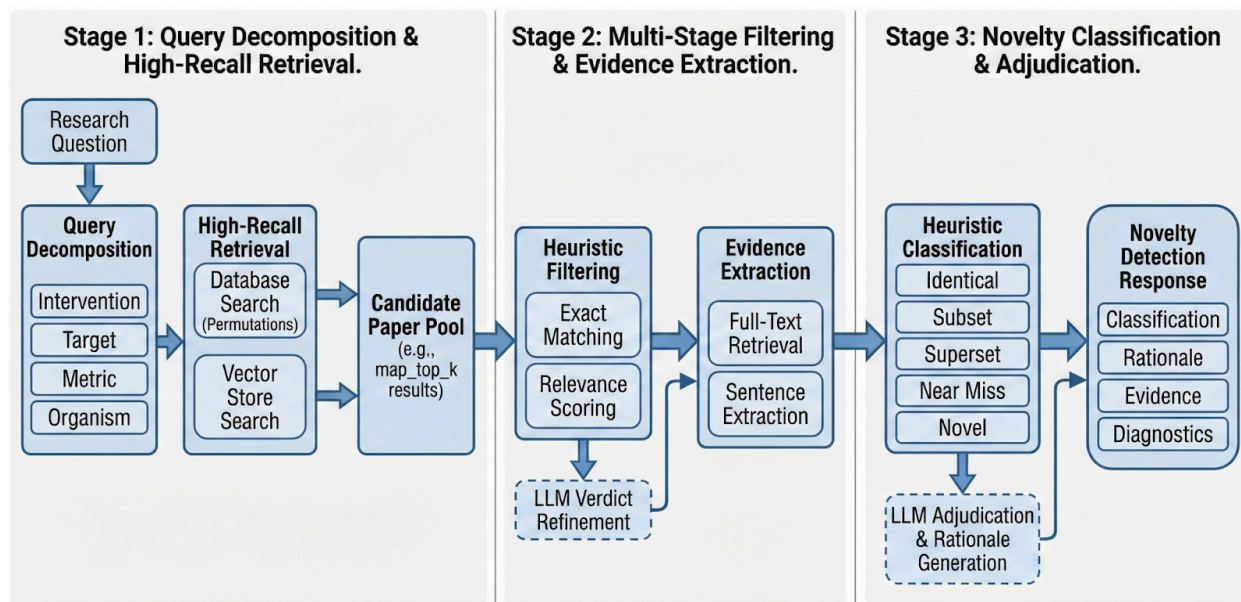 Stage 1: Query Decomposition &
High-Recall Retrieval.
Research
Question
Query
Decomposition
Intervention
Target
Metric
Organism
High-Recall
Retrieval
Database
Search
(Permutations)
Vector
Store
Search
Candidate
Paper Pool
(e.g.,
map_top_k
results)
Stage 2: Multi-Stage Filtering
& Evidence Extraction.
Heuristic
Filtering
Exact
Matching
Relevance
Scoring
LLM Verdict
Refinement
Evidence
Extraction
Full-Text
Retrieval
Sentence
Extraction
Stage 3: Novelty Classification
& Adjudication.
Heuristic
Classification
Identical
Subset
Superset
Near Miss
Novel
LLM Adjudication
& Rationale
Generation
Novelty
Detection
Response
Classification
Rationale
Evidence
Diagnostics